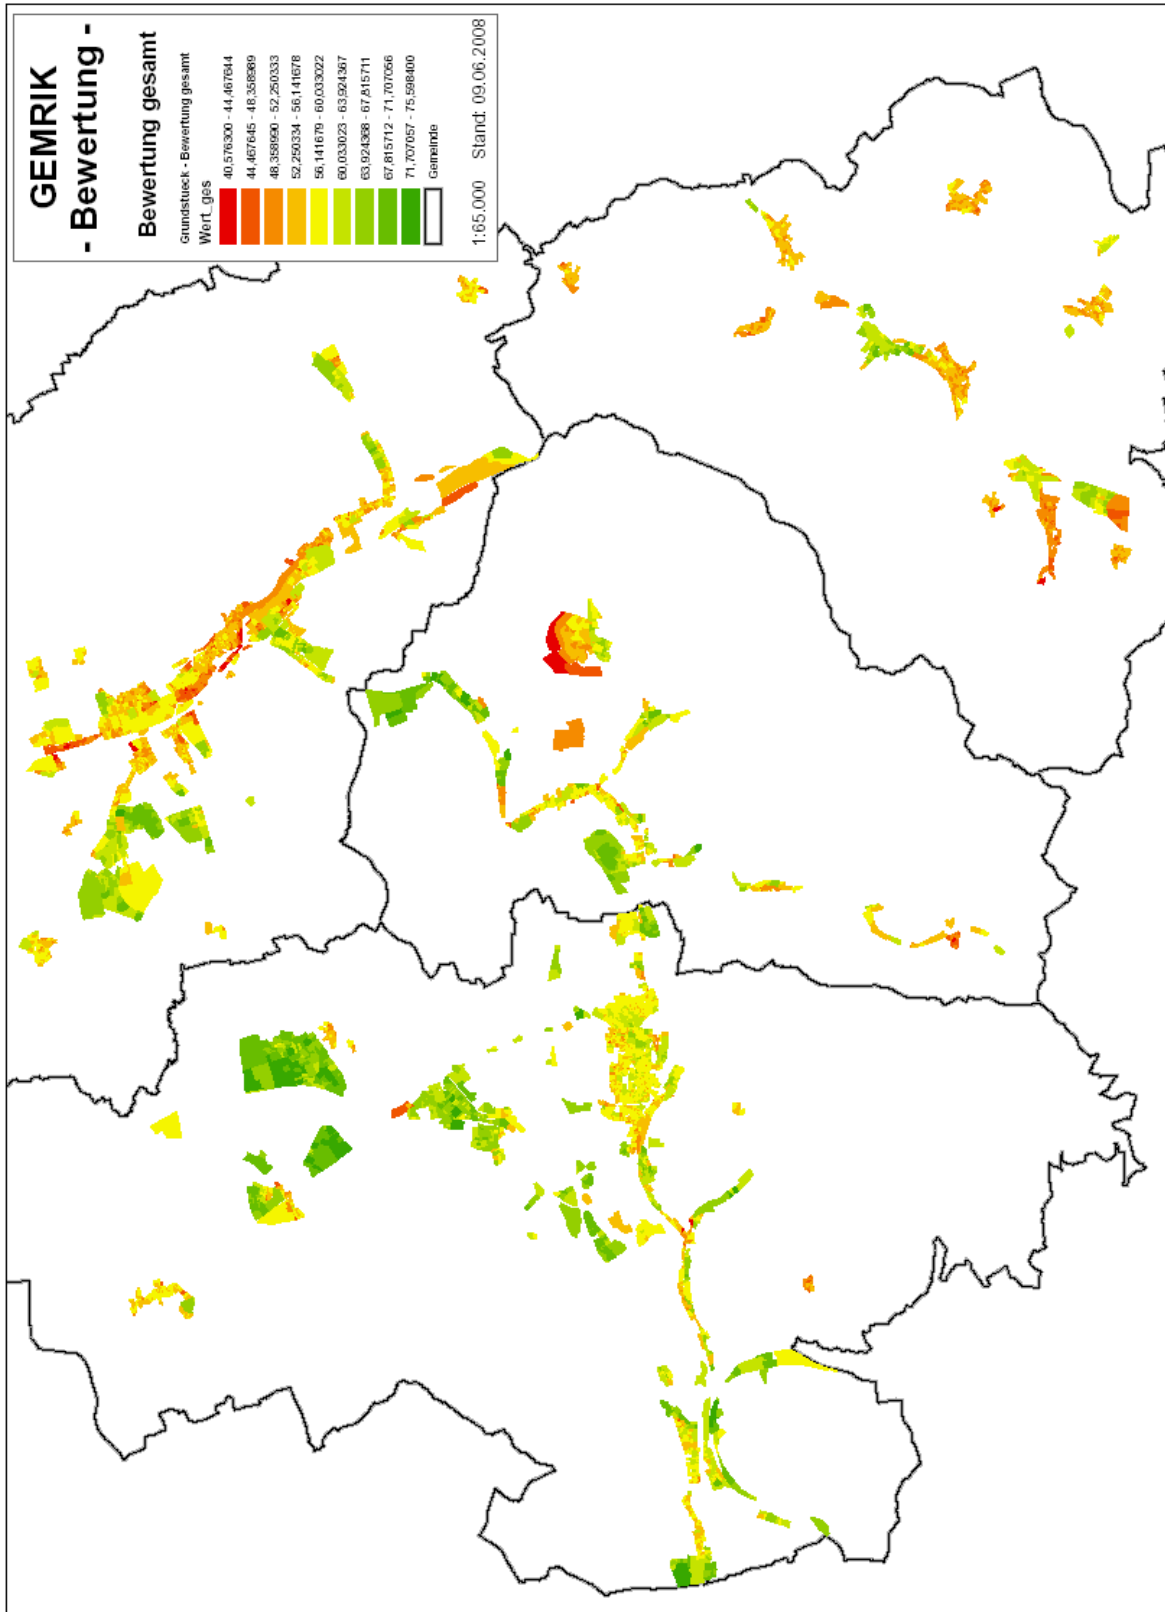 GEMRIK
- Bewertung -
Bewertung gesamt
Grundstueck - Bewertung gesamt
Wert_ges
40,576300 - 44,467644
44,467645 - 48,358989
48,358990 - 52,250333
52,250334 - 56,141678
56,141679 - 60,033022
60,033023 - 63,924367
63,924368 - 67,815711
67,815712 - 71,707056
71,707057 - 75,598400
Gemeinde
1:65.000 Stand: 09.06.2008